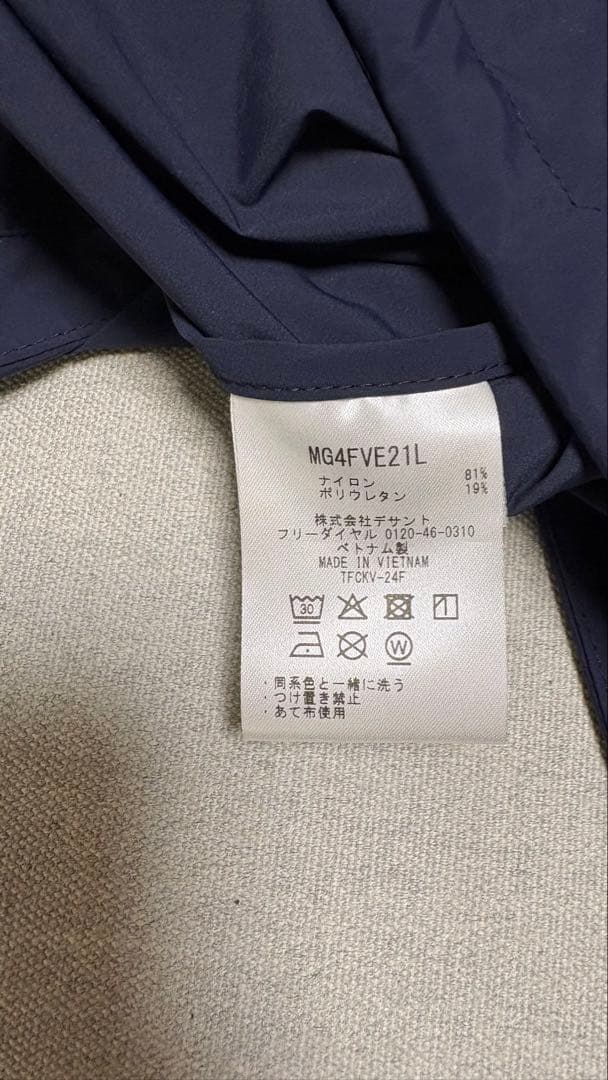 MG4FVE21L
ナイロン 81%
ポリウレタン 19%
株式会社デサント
フリーダイヤル 0120-46-0310
ベトナム製
MADE IN VIETNAM
TFCKV-24F
30
W
・同系色と一緒に洗う
・つけ置き禁止
・あて布使用